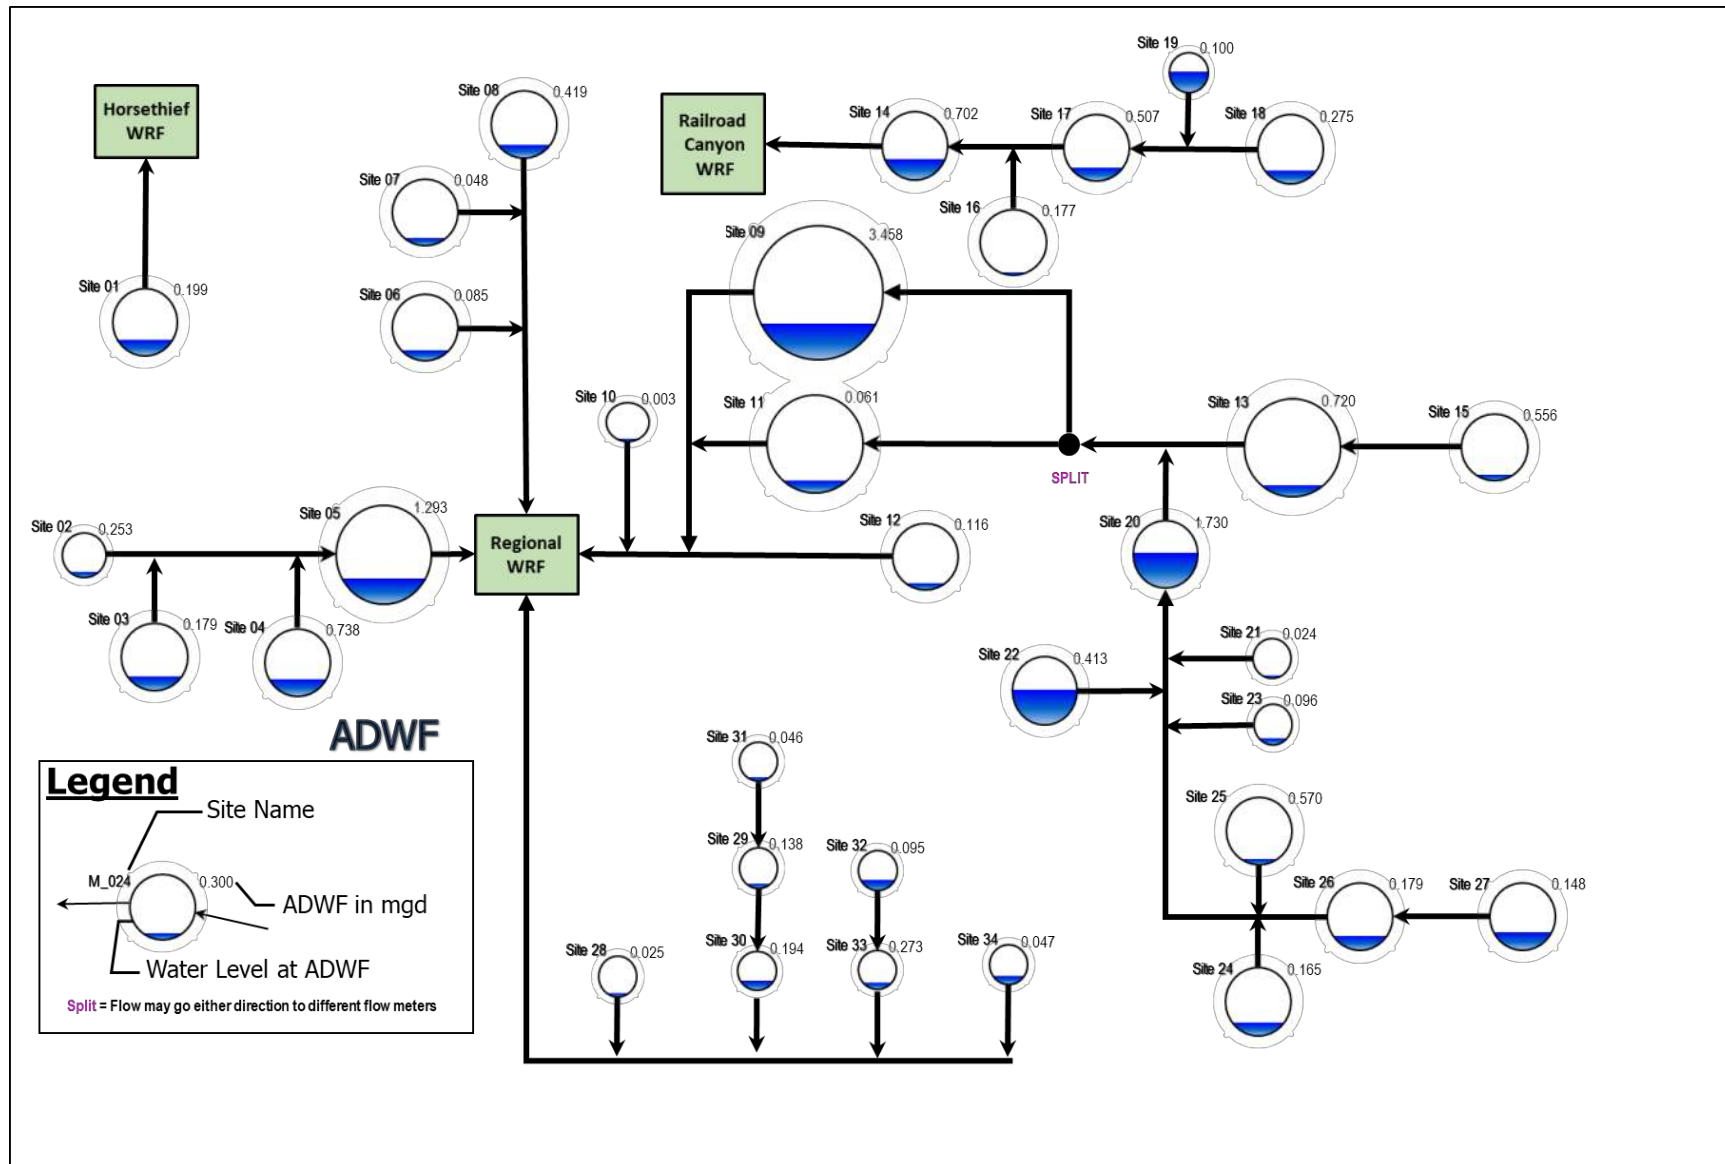 Horsethief
WRF
Site 01
0.199
Site 08
0.419
Site 07
0.048
Site 06
0.085
Railroad
Canyon
WRF
Site 14
0.702
Site 17
0.507
Site 19
0.100
Site 18
0.275
Site 16
0.177
Site 09
3.458
Site 10
0.003
Site 11
0.061
SPLIT
Site 13
0.720
Site 15
0.556
Site 02
0.253
Site 05
1.293
Regional
WRF
Site 12
0.116
Site 20
1.730
Site 03
0.179
Site 04
0.738
Site 22
0.413
Site 21
0.024
Site 23
0.096
Site 25
0.570
Site 26
0.179
Site 27
0.148
Site 24
0.165
Site 31
0.046
Site 29
0.138
Site 32
0.095
Site 28
0.025
Site 30
0.194
Site 33
0.273
Site 34
0.047
ADWF
Legend
Site Name
M_024
0.300
ADWF in mgd
Water Level at ADWF
Split = Flow may go either direction to different flow meters